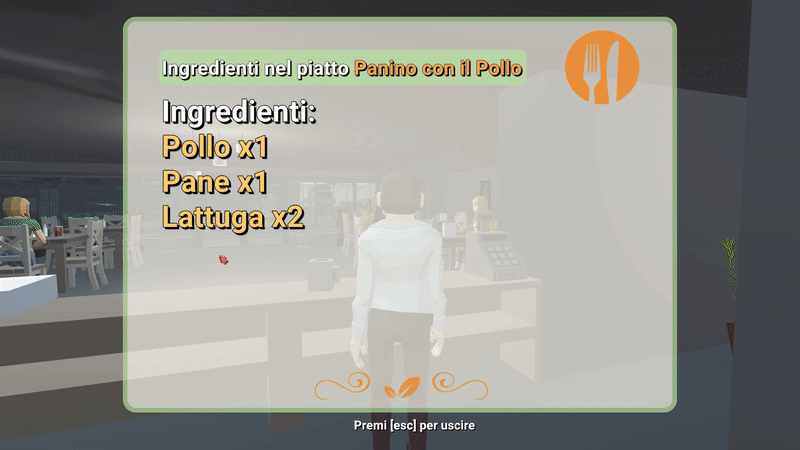 Ingredienti nel piatto Panino con il Pollo
Ingredienti:
Pollo x1
Pane x1
Lattuga x2
Premi [esc] per uscire